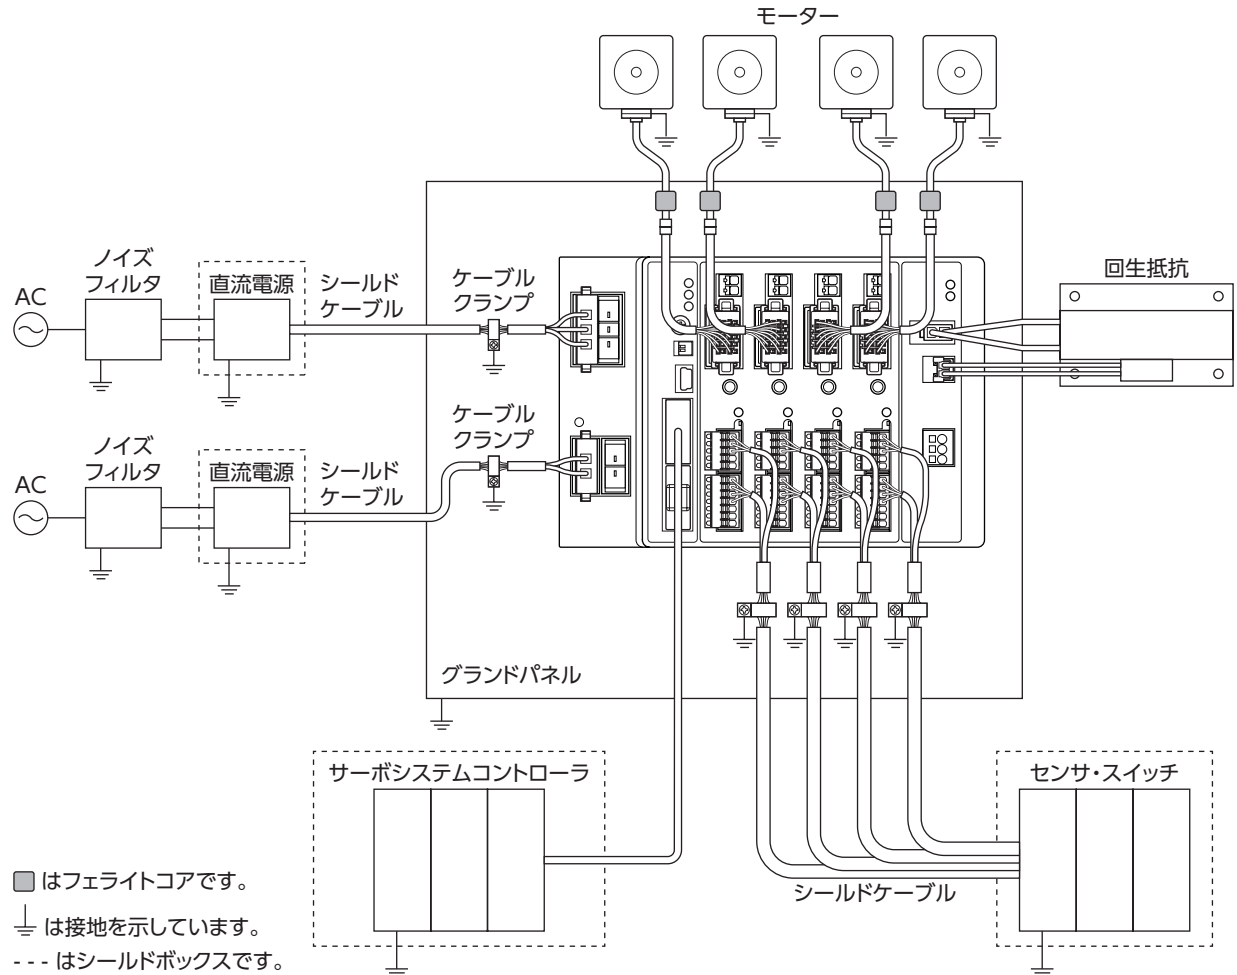 モーター
ノイズ
フィルタ
直流電源
シールド
ケーブル
ケーブル
クランプ
回生抵抗
AC
ケーブル
クランプ
ノイズ
フィルタ
直流電源
シールド
ケーブル
AC
グランドパネル
サーボシステムコントローラ
センサ・スイッチ
シールドケーブル
はフェライトコアです。
は接地を示しています。
- - - はシールドボックスです。